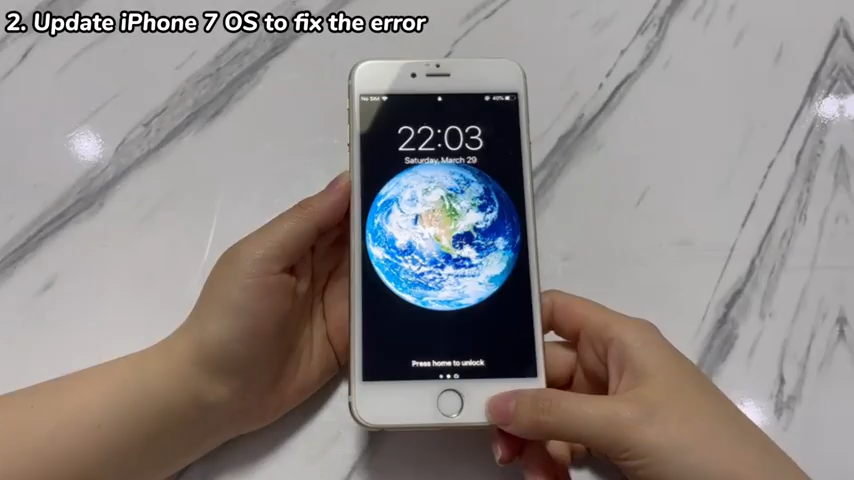 2. Update iPhone 7 OS to fix the error
No SIM
40%
22:03
Saturday, March 29
Press home to unlock